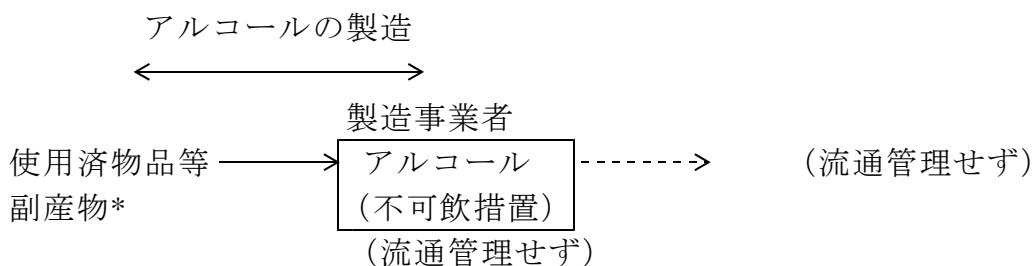 アルコールの製造
製造事業者
使用済物品等
副産物*
アルコール
(不可飲措置)
(流通管理せず)
(流通管理せず)